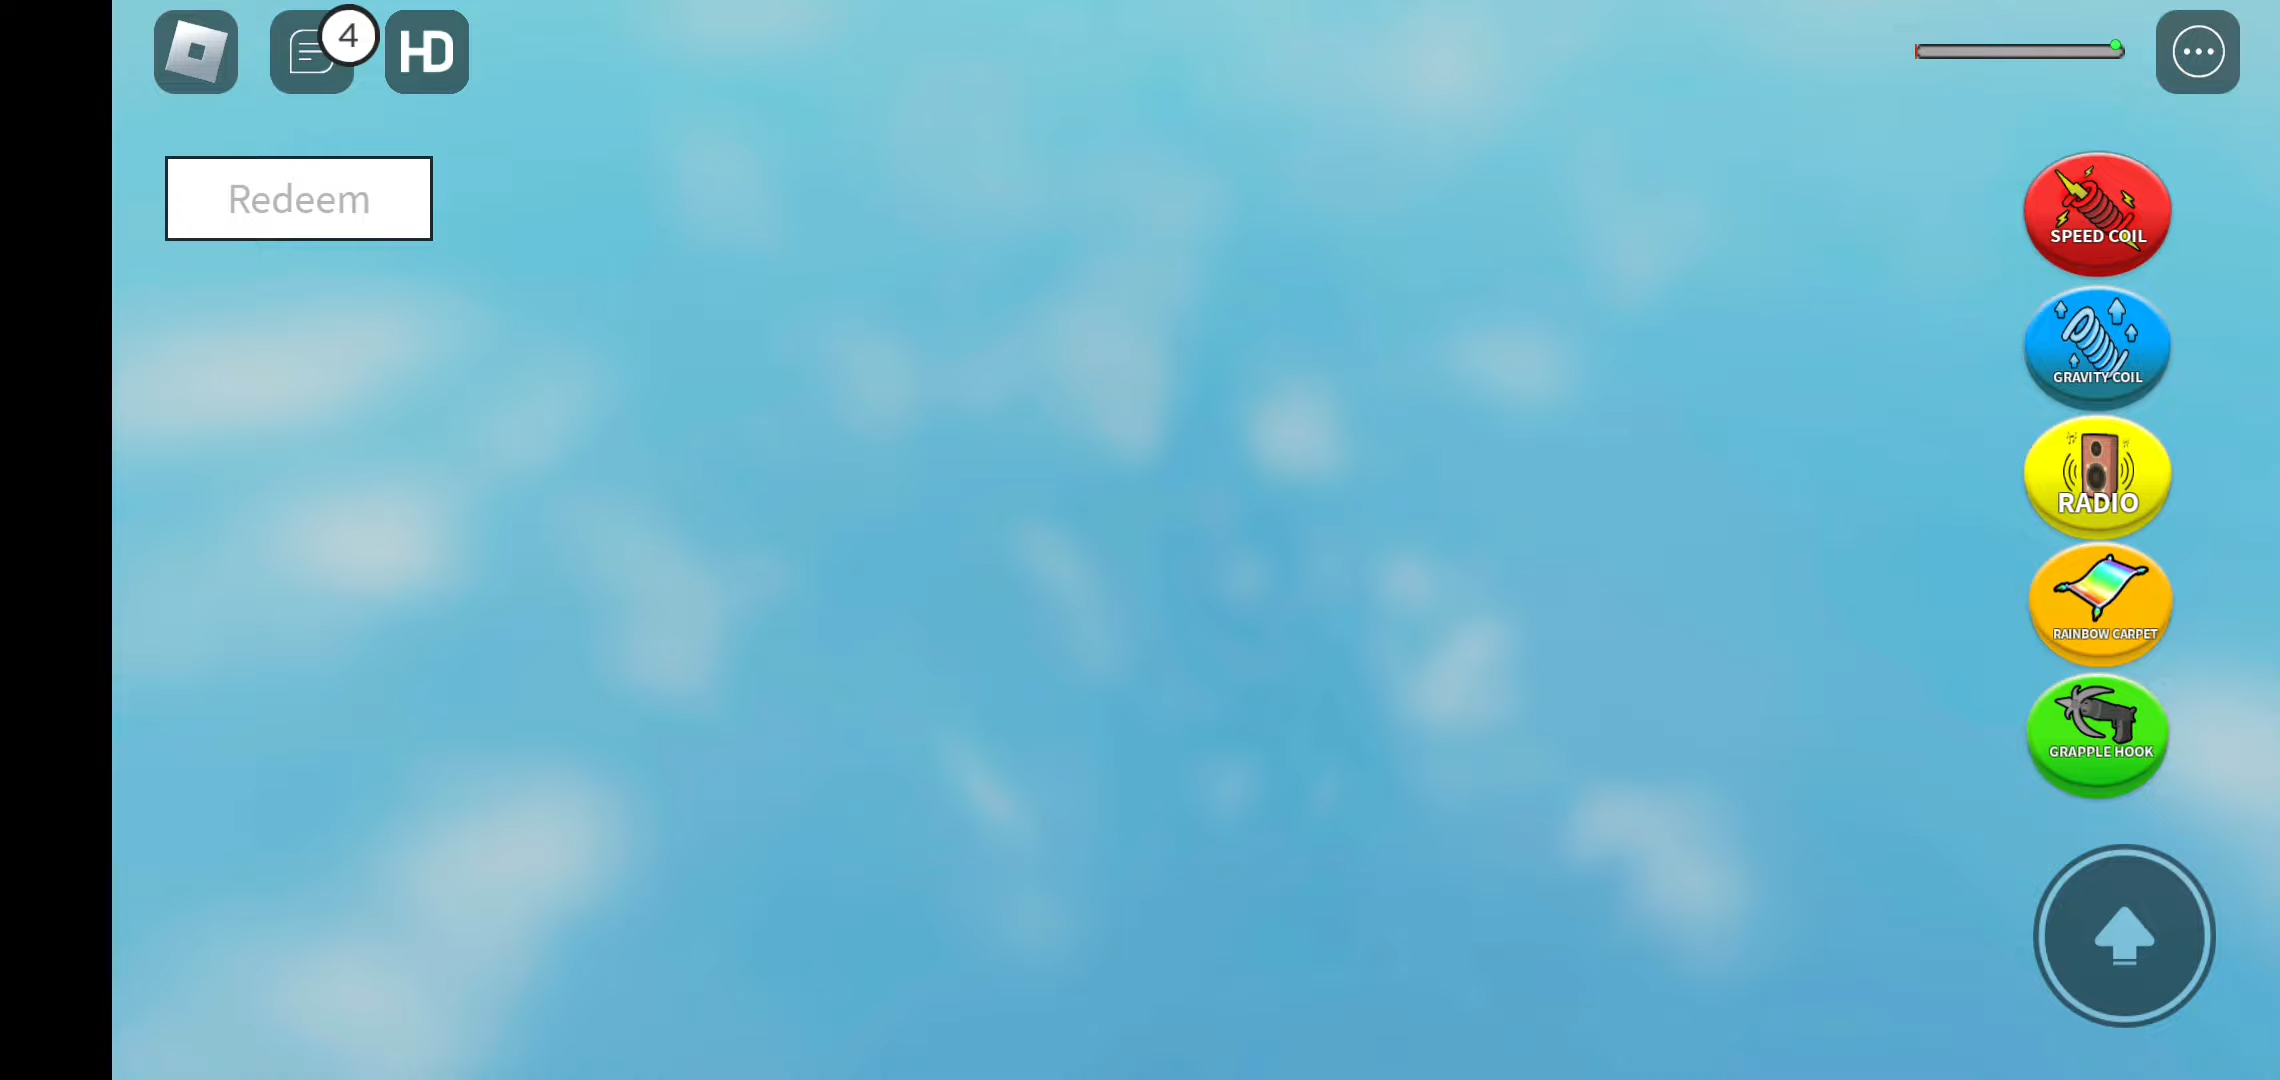 4
HD
Redeem
SPEED COIL
GRAVITY COIL
RADIO
RAINBOW CARPET
GRAPPLE HOOK